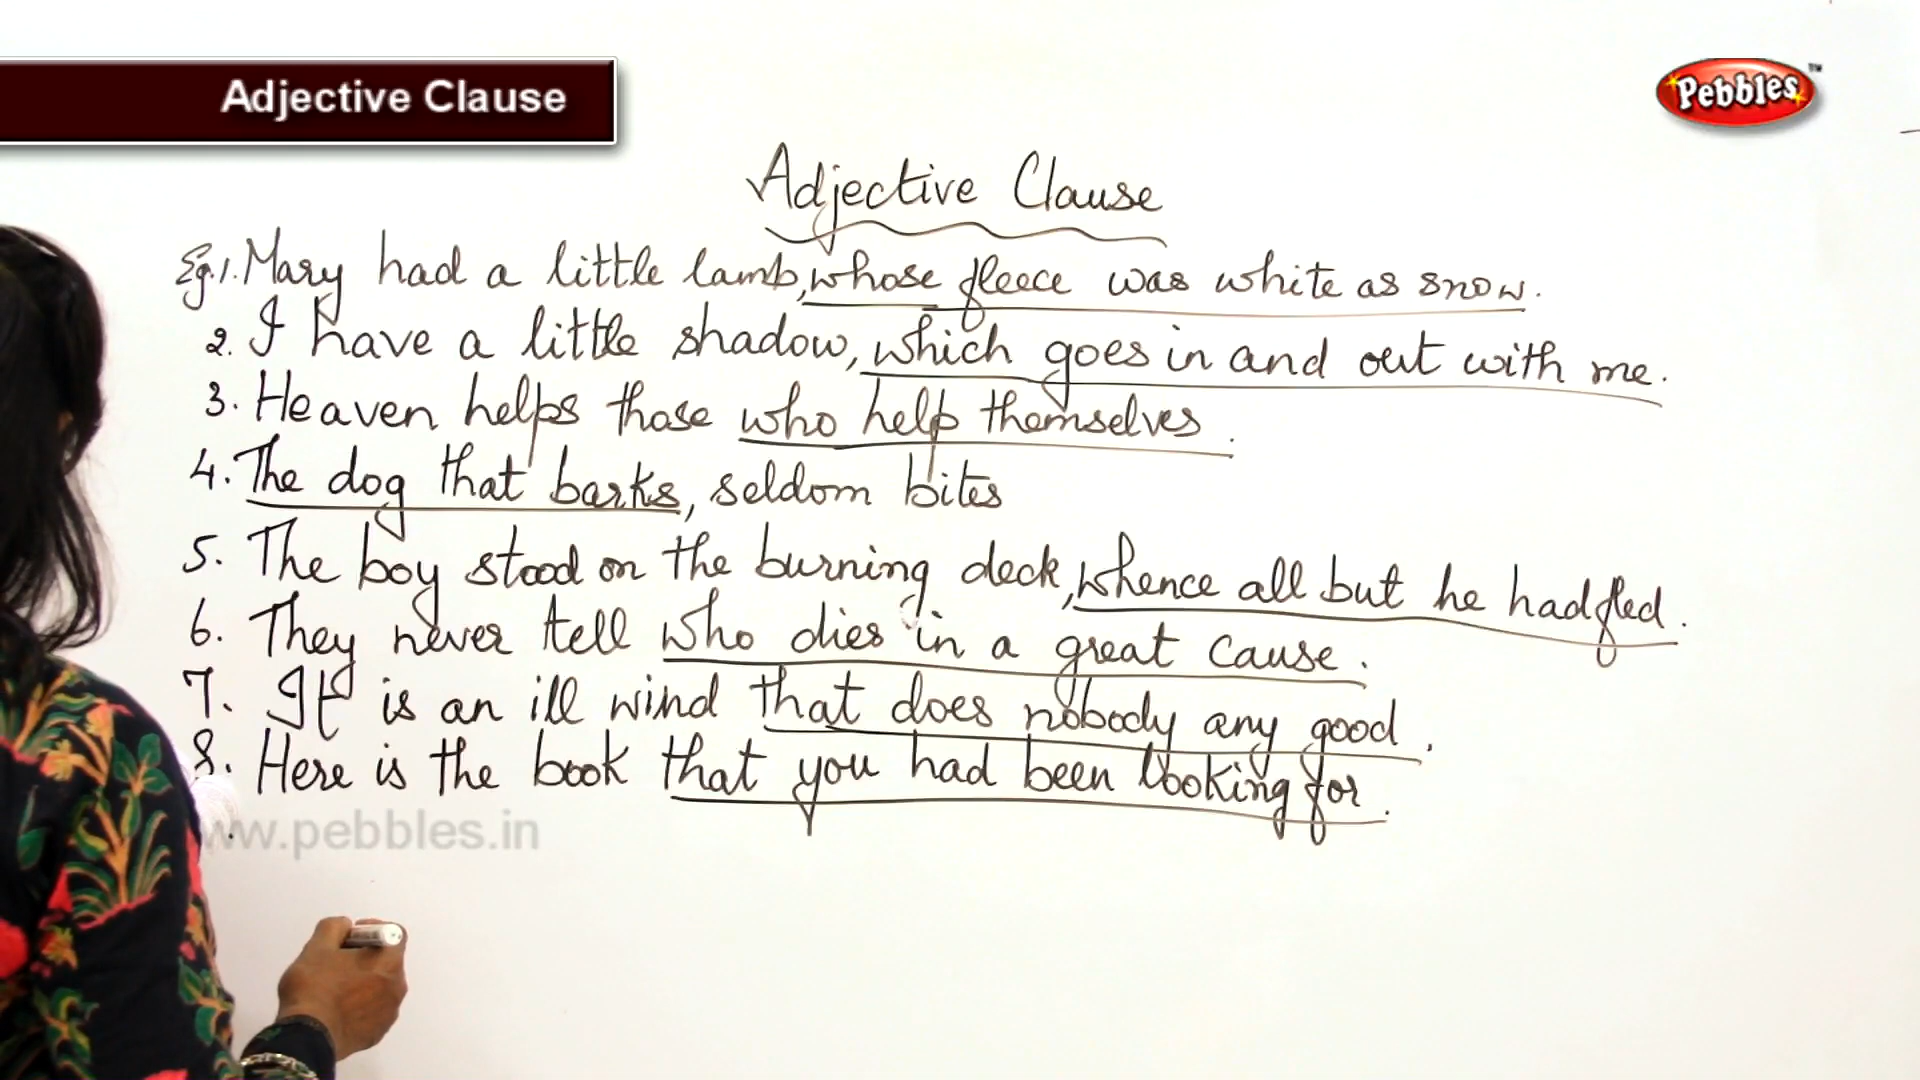 Adjective Clause
Pebbles™
Adjective Clause
Eg.1. Mary had a little lamb, whose fleece was white as snow.
2. I have a little shadow, which goes in and out with me.
3. Heaven helps those who help themselves.
4. The dog that barks, seldom bites
5. The boy stood on the burning deck, whence all but he had fled.
6. They never tell who dies in a great cause.
7. It is an ill wind that does nobody any good.
8. Here is the book that you had been looking for.
www.pebbles.in